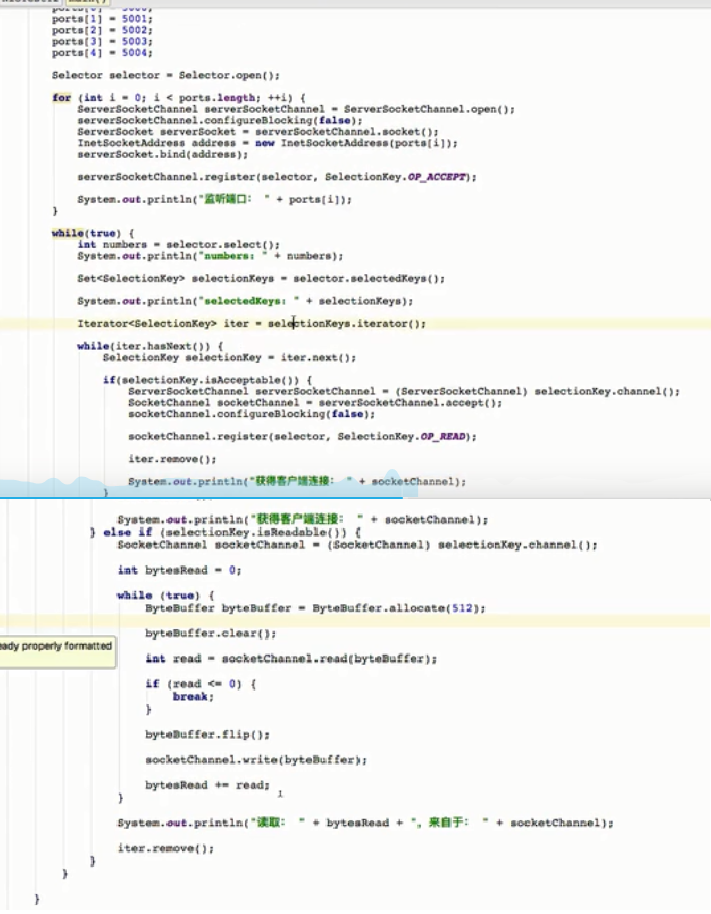 main()
ports[1] = 5001;
ports[2] = 5002;
ports[3] = 5003;
ports[4] = 5004;
Selector selector = Selector.open();
for (int i = 0; i < ports.length; ++i) {
ServerSocketChannel serverSocketChannel = ServerSocketChannel.open();
serverSocketChannel.configureBlocking(false);
ServerSocket serverSocket = serverSocketChannel.socket();
InetSocketAddress address = new InetSocketAddress(ports[i]);
serverSocket.bind(address);
serverSocketChannel.register(selector, SelectionKey.OP_ACCEPT);
System.out.println("监听端口: " + ports[i]);
}
while(true) {
int numbers = selector.select();
System.out.println("numbers: " + numbers);
Set<SelectionKey> selectionKeys = selector.selectedKeys();
System.out.println("selectedKeys: " + selectionKeys);
Iterator<SelectionKey> iter = selectionKeys.iterator();
while(iter.hasNext()) {
SelectionKey selectionKey = iter.next();
if(selectionKey.isAcceptable()) {
ServerSocketChannel serverSocketChannel = (ServerSocketChannel) selectionKey.channel();
SocketChannel socketChannel = serverSocketChannel.accept();
socketChannel.configureBlocking(false);
socketChannel.register(selector, SelectionKey.OP_READ);
iter.remove();
System.out.println("获得客户端连接: " + socketChannel);
}
System.out.println("获得客户端连接: " + socketChannel);
} else if (selectionKey.isReadable()) {
SocketChannel socketChannel = (SocketChannel) selectionKey.channel();
int bytesRead = 0;
while (true) {
ByteBuffer byteBuffer = ByteBuffer.allocate(512);
byteBuffer.clear();
eady properly formatted
int read = socketChannel.read(byteBuffer);
if (read <= 0) {
break;
}
byteBuffer.flip();
socketChannel.write(byteBuffer);
bytesRead += read;
}
System.out.println("读取: " + bytesRead + ", 来自于: " + socketChannel);
iter.remove();
}
}
}